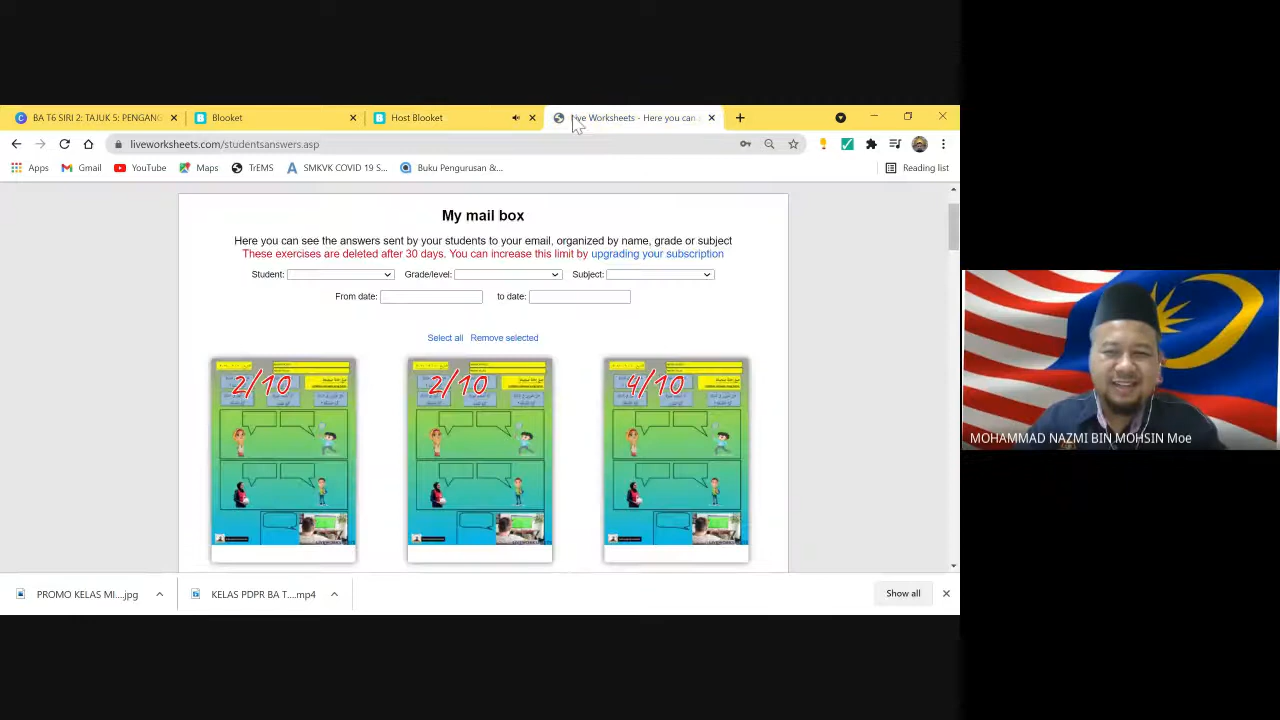 BA T6 SIRI 2: TAJUK 5: PENGANG
Blooket
Host Blooket
Live Worksheets - Here you can
liveworksheets.com/studentsanswers.asp
Apps
Gmail
YouTube
Maps
TrEMS
SMKVK COVID 19 S...
Buku Pengurusan &...
Reading list
My mail box
Here you can see the answers sent by your students to your email, organized by name, grade or subject
These exercises are deleted after 30 days. You can increase this limit by upgrading your subscription
Student:
Grade/level:
Subject:
From date:
to date:
Select all Remove selected
2/10
2/10
4/10
MOHAMMAD NAZMI BIN MOHSIN Moe
PROMO KELAS MI....jpg
KELAS PDPR BA T....mp4
Show all